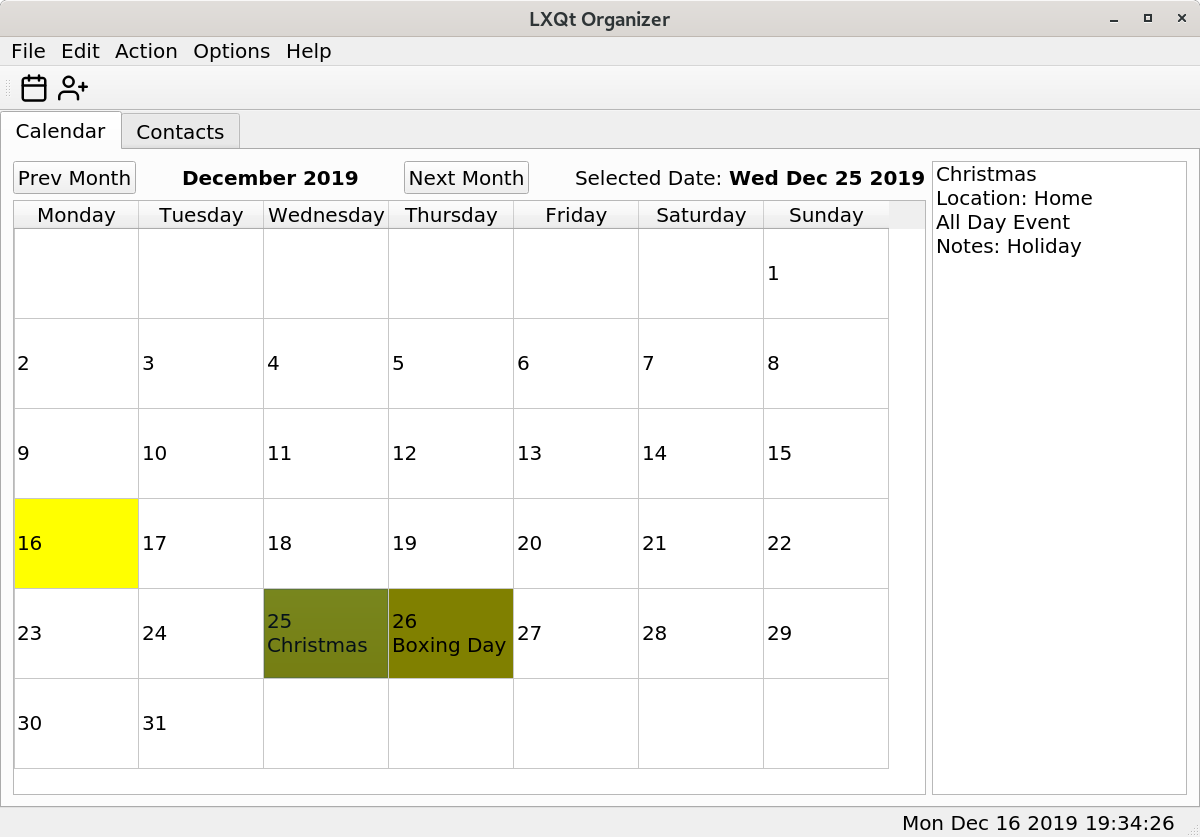 LXQt Organizer
File Edit Action Options Help
Calendar Contacts
Prev Month December 2019 Next Month Selected Date: Wed Dec 25 2019
Monday Tuesday Wednesday Thursday Friday Saturday Sunday
1
2 3 4 5 6 7 8
9 10 11 12 13 14 15
16 17 18 19 20 21 22
23 24 25 Christmas 26 Boxing Day 27 28 29
30 31
Christmas
Location: Home
All Day Event
Notes: Holiday
Mon Dec 16 2019 19:34:26